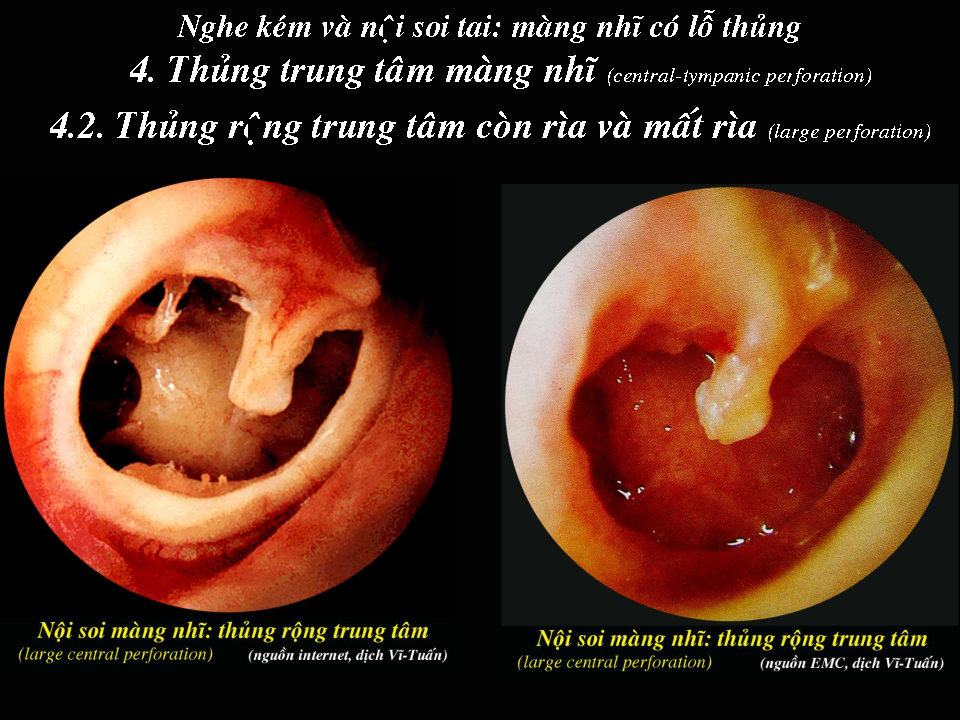 Nghe kém và nội soi tai: màng nhĩ có lỗ thủng
4. Thủng trung tâm màng nhĩ (central-tympanic perforation)
4.2. Thủng rộng trung tâm còn rìa và mất rìa (large perforation)
Nội soi màng nhĩ: thủng rộng trung tâm
(large central perforation) (nguồn internet, dịch Vĩ-Tuấn)
Nội soi màng nhĩ: thủng rộng trung tâm
(large central perforation) (nguồn EMC, dịch Vĩ-Tuấn)